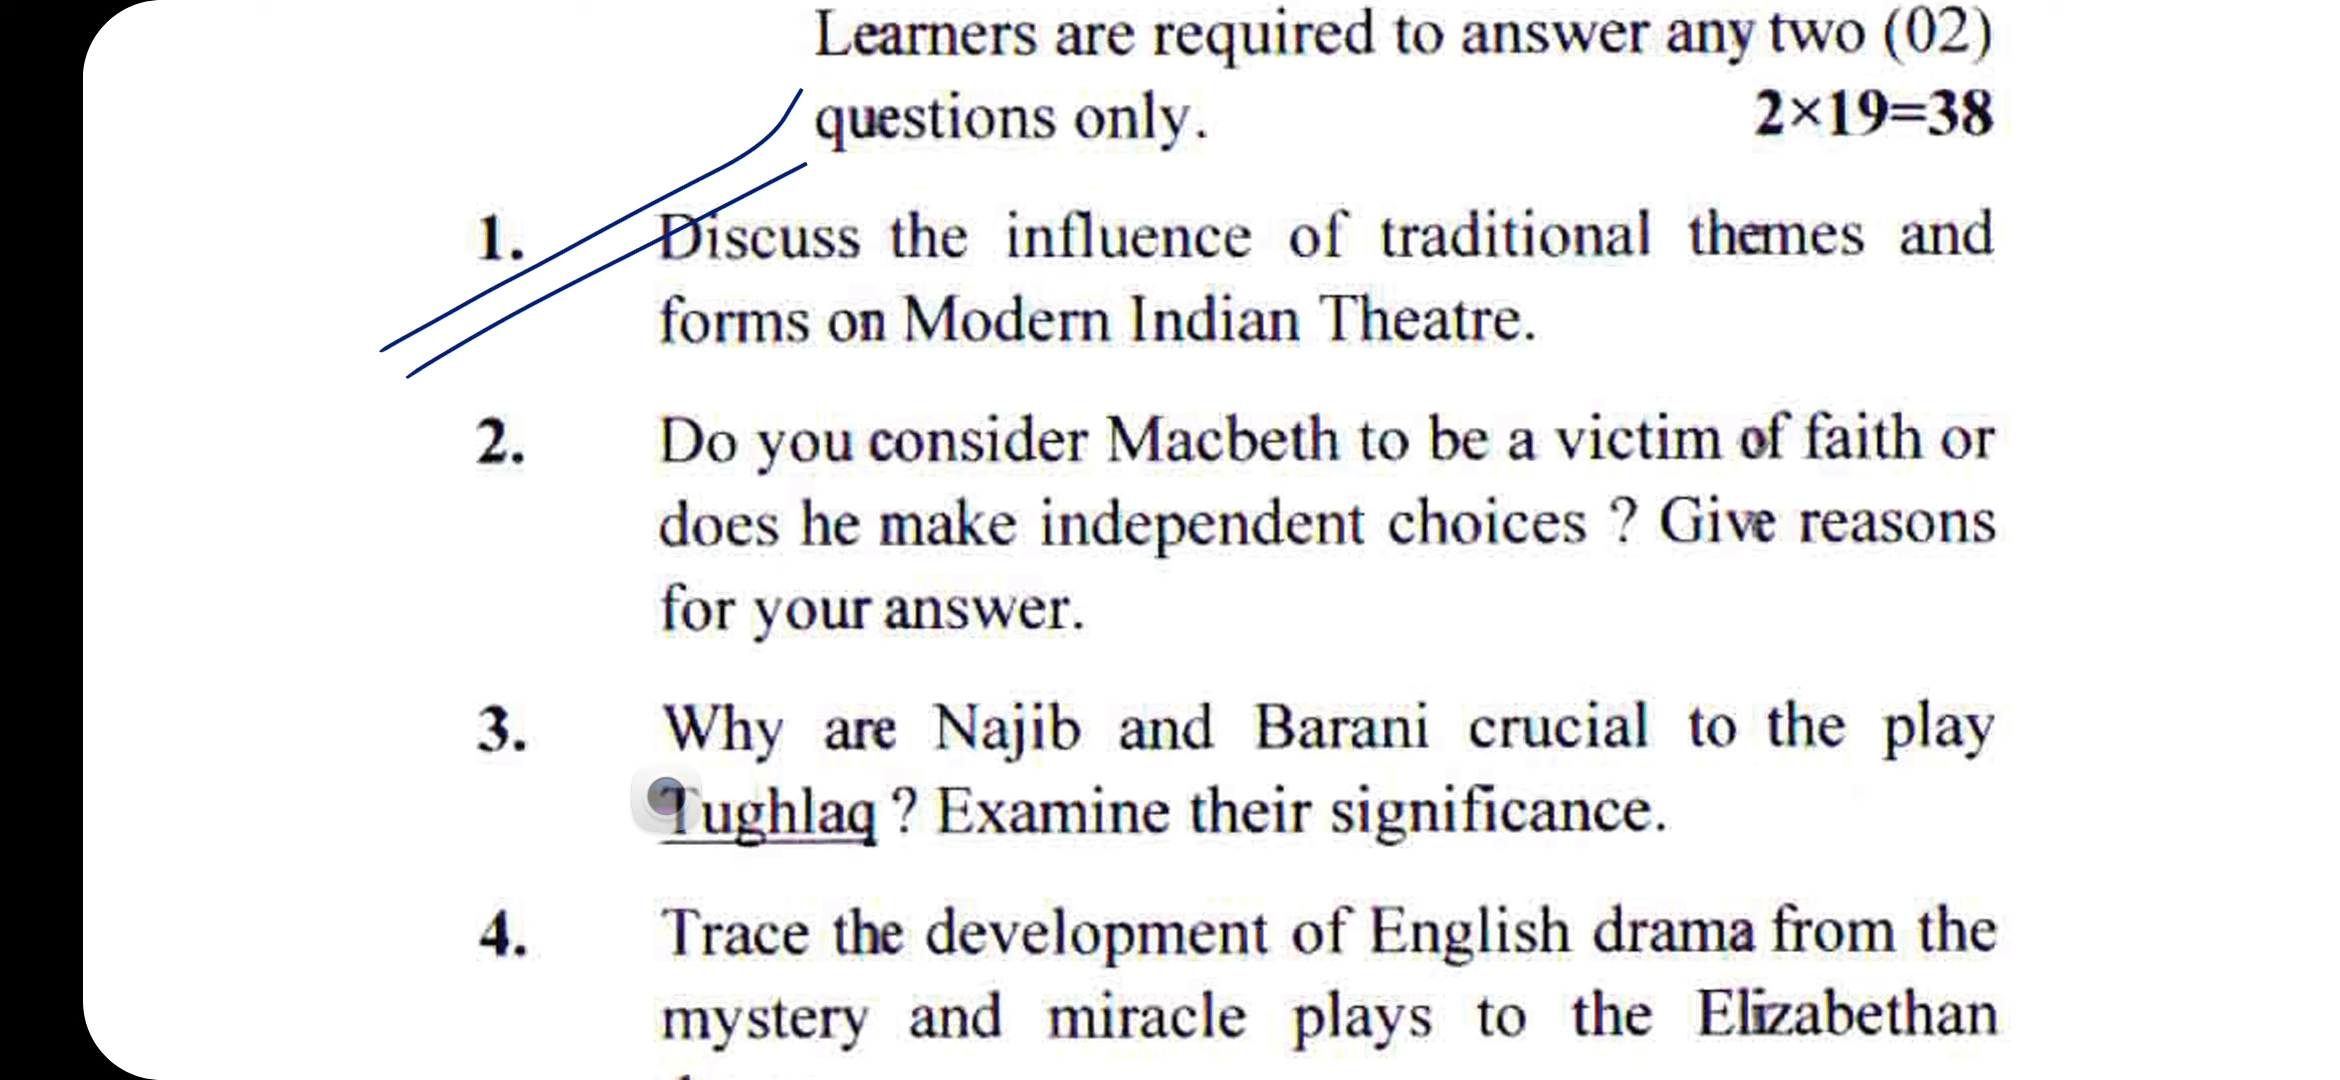 Learners are required to answer any two (02)
questions only. 2×19=38
1. Discuss the influence of traditional themes and
forms on Modern Indian Theatre.
2. Do you consider Macbeth to be a victim of faith or
does he make independent choices ? Give reasons
for your answer.
3. Why are Najib and Barani crucial to the play
Tughlaq ? Examine their significance.
4. Trace the development of English drama from the
mystery and miracle plays to the Elizabethan